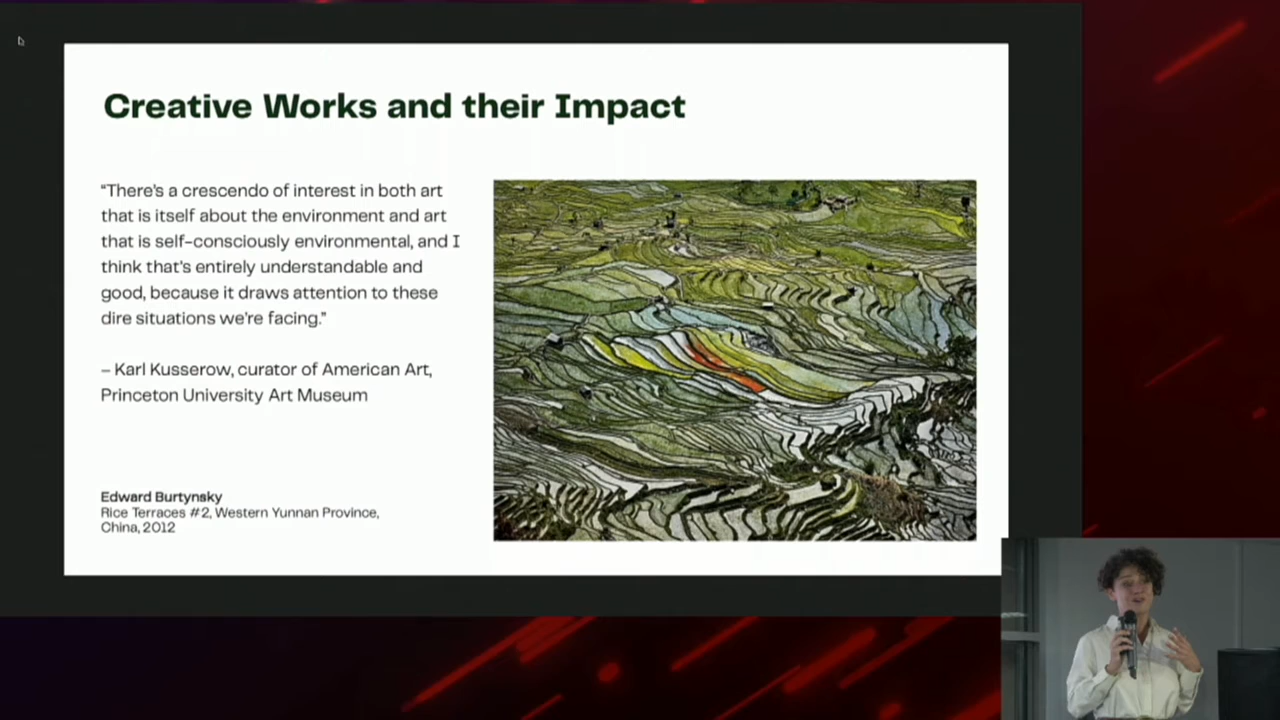 Creative Works and their Impact
“There's a crescendo of interest in both art
that is itself about the environment and art
that is self-consciously environmental, and I
think that's entirely understandable and
good, because it draws attention to these
dire situations we're facing.”
– Karl Kusserow, curator of American Art,
Princeton University Art Museum
Edward Burtynsky
Rice Terraces #2, Western Yunnan Province,
China, 2012